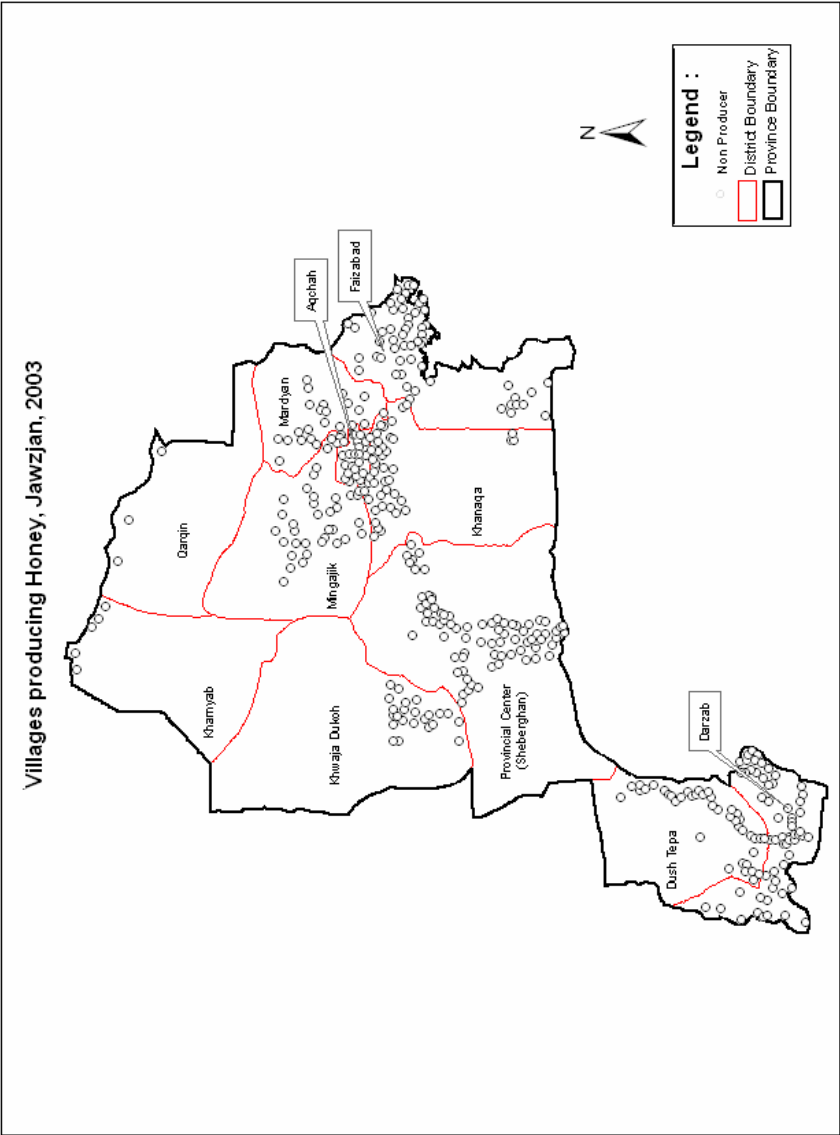 Villages producing Honey, Jawzjan, 2003
Qarqin
Khamyab
Mardyan
Aqchah
Faizabad
Mingajik
Khwaja Dukoh
Khanaqa
Provincial Center
(Sheberghan)
Darzab
Dush Tepa
N
Legend :
Non Producer
District Boundary
Province Boundary